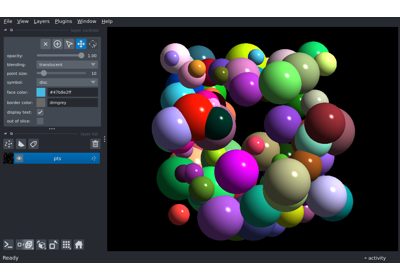 File View Layers Plugins Window Help
opacity: 1.00
blending: translucent
point size: 10
symbol: disc
face color:
border color: dimgrey
display text:
out of slice:
pts
Ready
activity